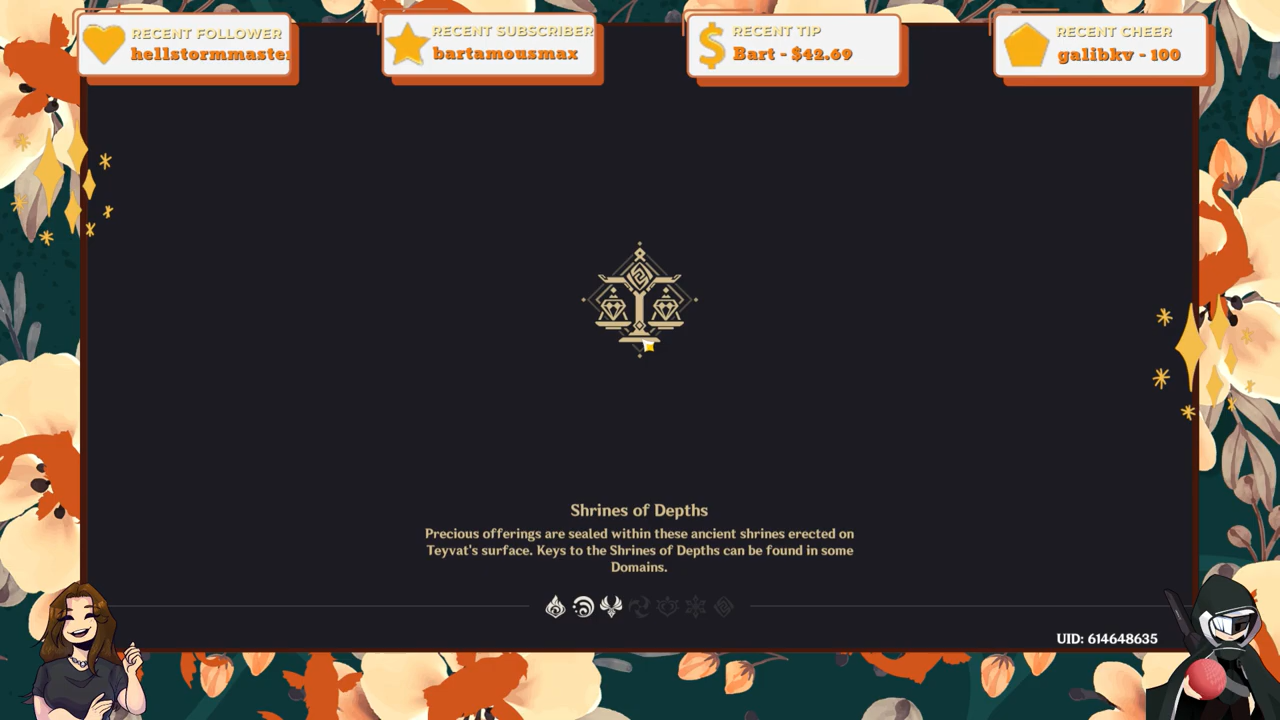 RECENT FOLLOWER
hellstormmaster
RECENT SUBSCRIBER
bartamousmax
RECENT TIP
Bart - $42.69
RECENT CHEER
galibkv - 100
Shrines of Depths
Precious offerings are sealed within these ancient shrines erected on
Teyvat's surface. Keys to the Shrines of Depths can be found in some
Domains.
UID: 614648635